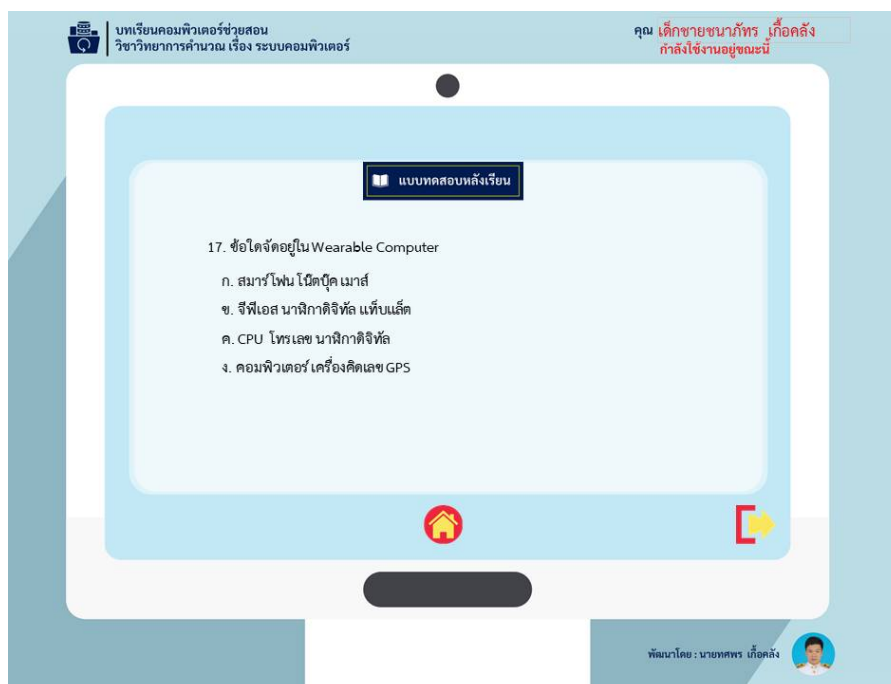 บทเรียนคอมพิวเตอร์ช่วยสอน
วิชาวิทยาการคำนวณ เรื่อง ระบบคอมพิวเตอร์
คุณ เด็กชายชนาภัทร เกื้อคลัง
กำลังใช้งานอยู่ขณะนี้
แบบทดสอบหลังเรียน
17. ข้อใดจัดอยู่ใน Wearable Computer
ก. สมาร์โฟน โน๊ตบุ๊ค เมาส์
ข. จีพีเอส นาฬิกาดิจิทัล แท็บแล็ต
ค. CPU โทรเลข นาฬิกาดิจิทัล
ง. คอมพิวเตอร์ เครื่องคิดเลข GPS
พัฒนาโดย : นายทศพร เกื้อคลัง